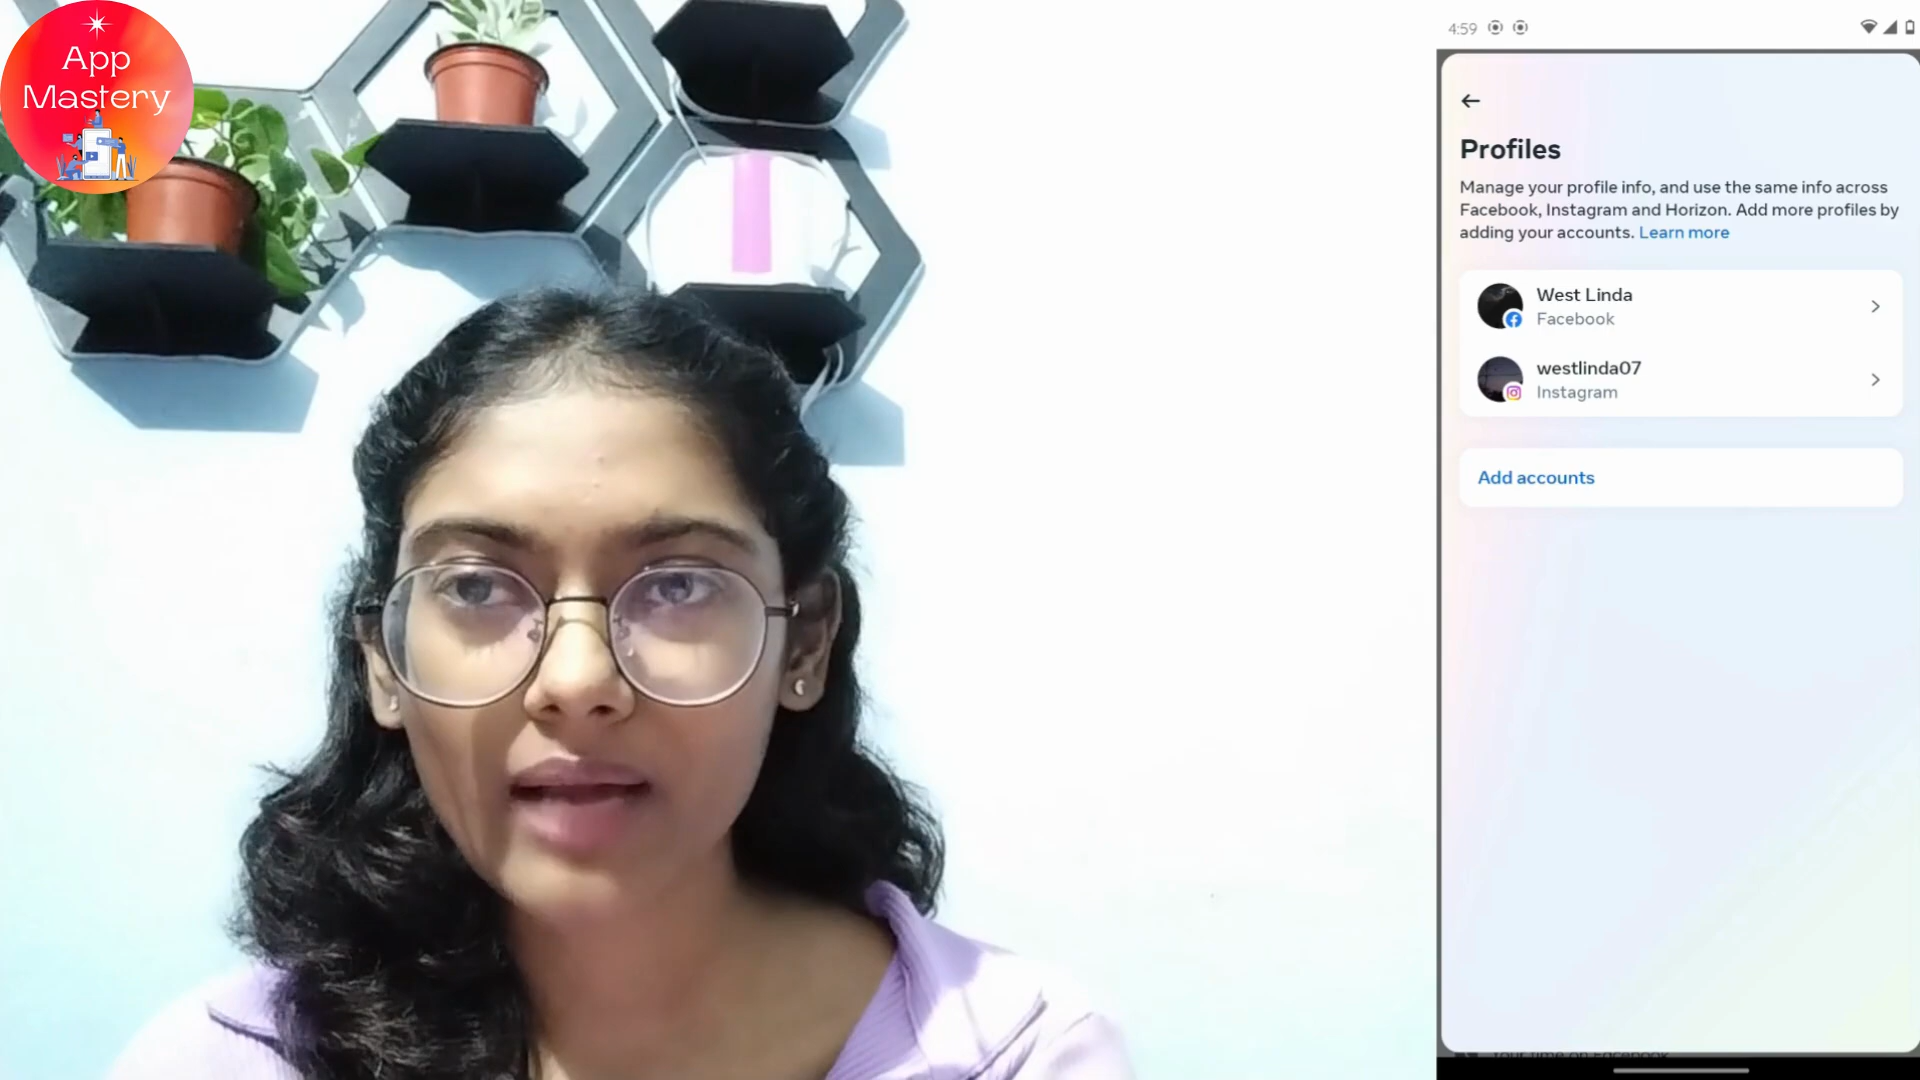 App
Mastery
4:59
Profiles
Manage your profile info, and use the same info across
Facebook, Instagram and Horizon. Add more profiles by
adding your accounts. Learn more
West Linda
Facebook
westlinda07
Instagram
Add accounts